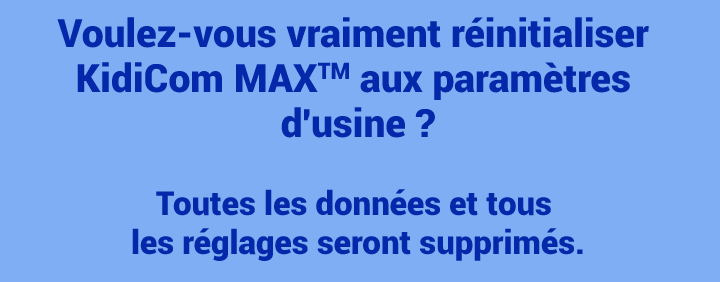 Voulez-vous vraiment réinitialiser
KidiCom MAX™ aux paramètres
d'usine ?
Toutes les données et tous
les réglages seront supprimés.